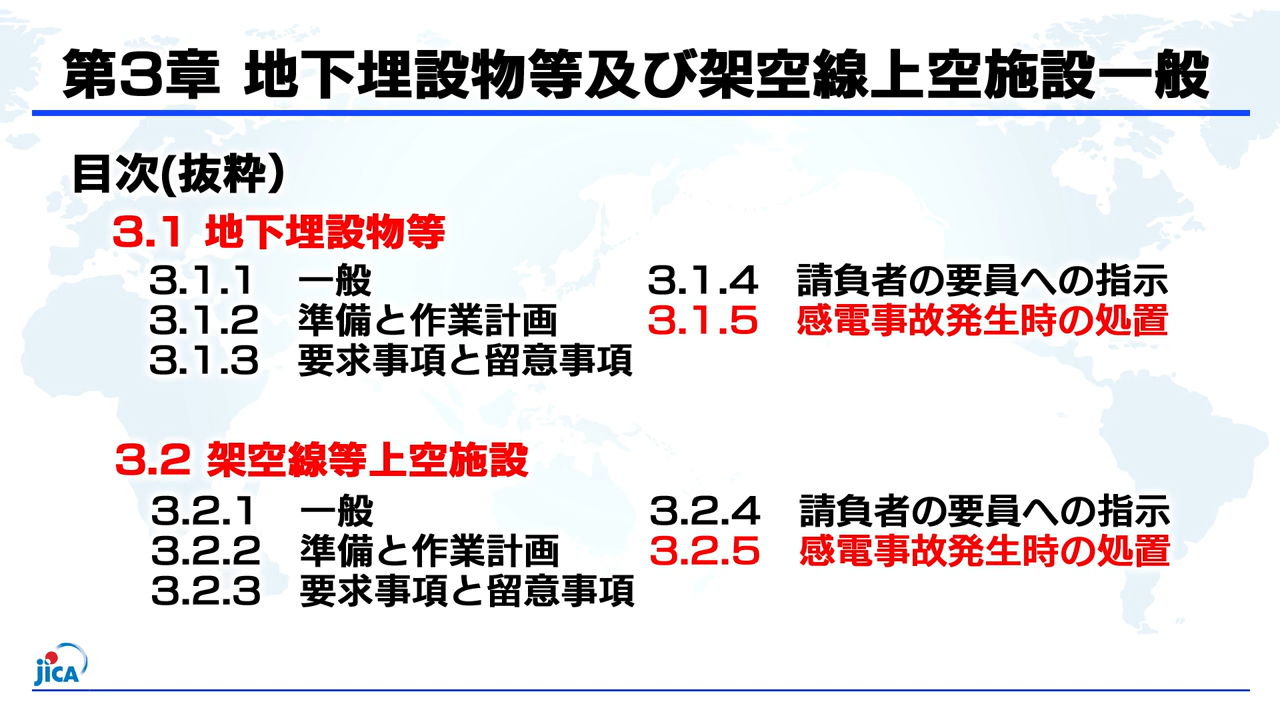 第3章 地下埋設物等及び架空線上空施設一般
目次(抜粋）
3.1 地下埋設物等
3.1.1 一般
3.1.2 準備と作業計画
3.1.3 要求事項と留意事項
3.1.4 請負者の要員への指示
3.1.5 感電事故発生時の処置
3.2 架空線等上空施設
3.2.1 一般
3.2.2 準備と作業計画
3.2.3 要求事項と留意事項
3.2.4 請負者の要員への指示
3.2.5 感電事故発生時の処置
jICA